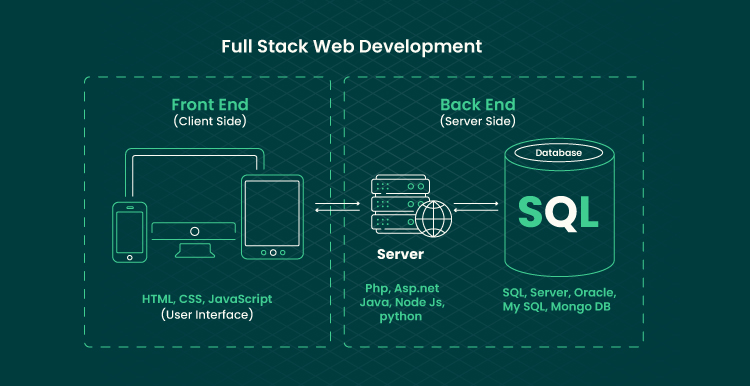 Full Stack Web Development
Front End
(Client Side)
HTML, CSS, JavaScript
(User Interface)
Back End
(Server Side)
Server
Php, Asp.net
Java, Node Js,
python
Database
SQL
SQL, Server, Oracle,
My SQL, Mongo DB